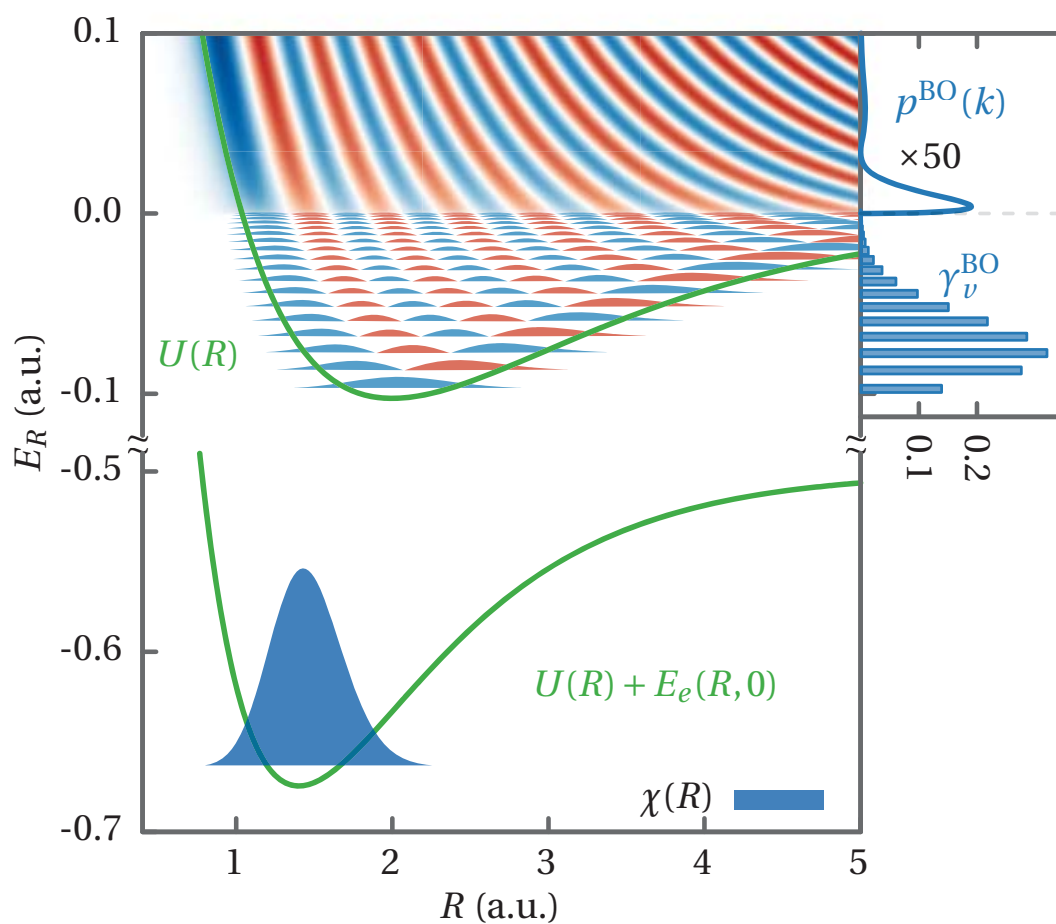 0.1
p^BO(k)
×50
0.0
γ_v^BO
U(R)
-0.1
E_R (a.u.)
0.1
0.2
-0.5
-0.6
U(R) + E_e(R,0)
χ(R)
-0.7
1
2
3
4
5
R (a.u.)